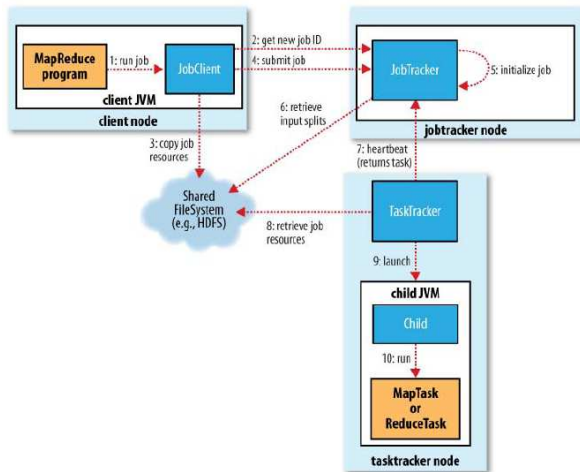 MapReduce
program
1: run job
JobClient
client JVM
client node
2: get new job ID
4: submit job
JobTracker
5: initialize job
jobtracker node
3: copy job
resources
6: retrieve
input splits
7: heartbeat
(returns task)
Shared
FileSystem
(e.g., HDFS)
8: retrieve job
resources
TaskTracker
9: launch
child JVM
Child
10: run
MapTask
or
ReduceTask
tasktracker node